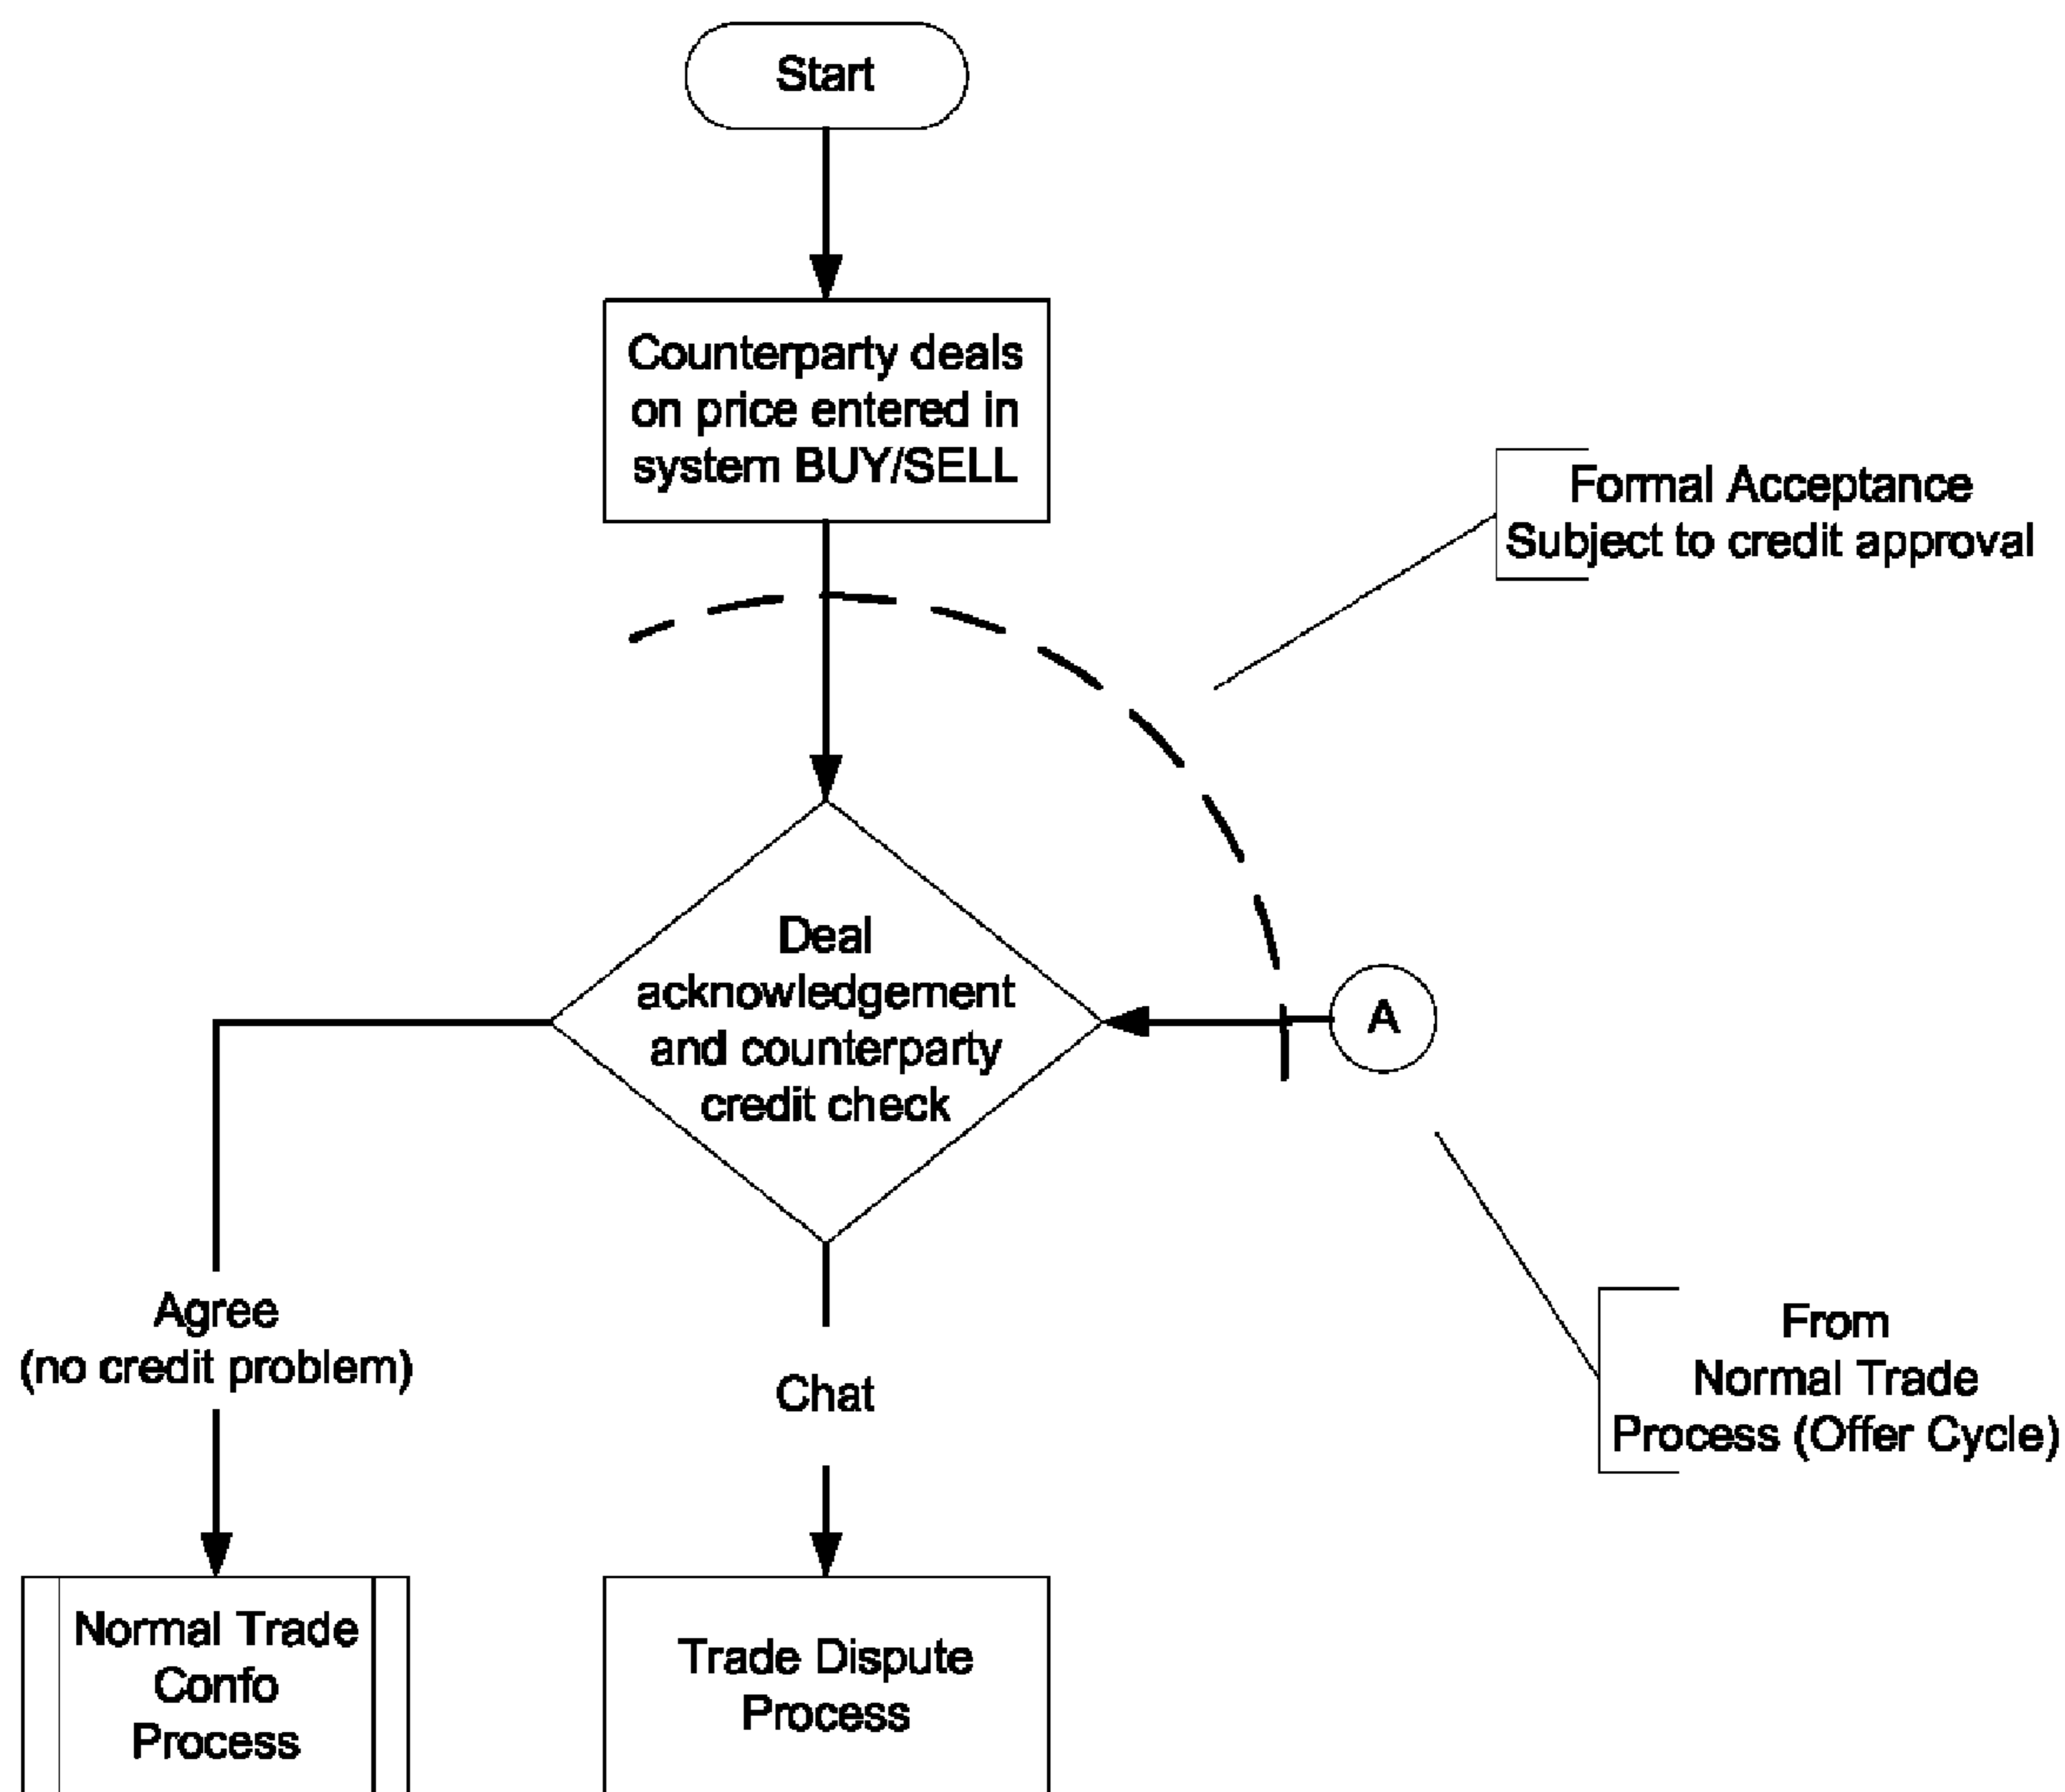 Start
Counterparty deals
on price entered in
system BUY/SELL
Formal Acceptance
Subject to credit approval
Deal
acknowledgement
and counterparty
credit check
A
Agree
(no credit problem)
Chat
From
Normal Trade
Process (Offer Cycle)
Normal Trade
Confo
Process
Trade Dispute
Process